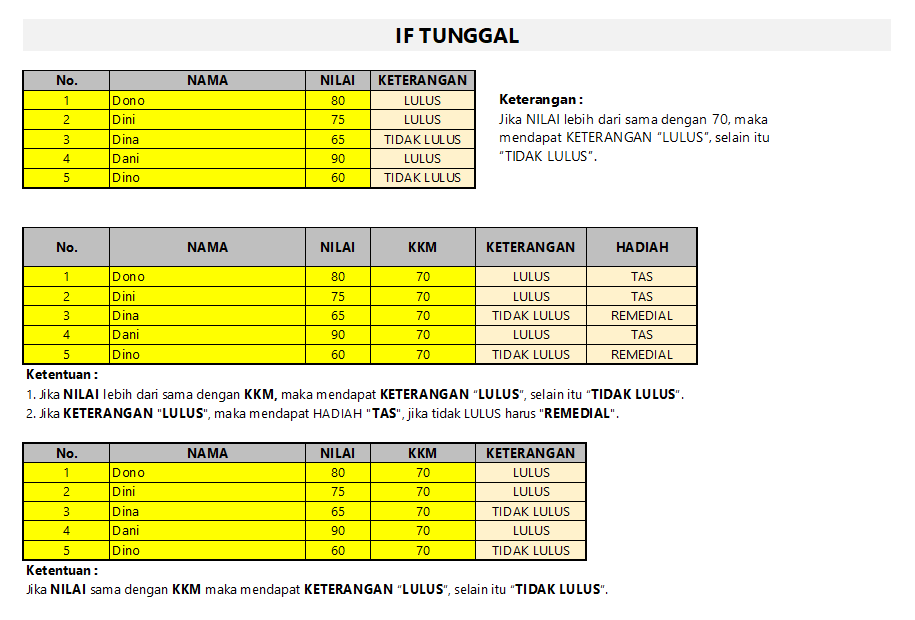 IF TUNGGAL
No. NAMA NILAI KETERANGAN
1 Dono 80 LULUS
2 Dini 75 LULUS
3 Dina 65 TIDAK LULUS
4 Dani 90 LULUS
5 Dino 60 TIDAK LULUS
Keterangan :
Jika NILAI lebih dari sama dengan 70, maka
mendapat KETERANGAN “LULUS”, selain itu
“TIDAK LULUS”.
No. NAMA NILAI KKM KETERANGAN HADIAH
1 Dono 80 70 LULUS TAS
2 Dini 75 70 LULUS TAS
3 Dina 65 70 TIDAK LULUS REMEDIAL
4 Dani 90 70 LULUS TAS
5 Dino 60 70 TIDAK LULUS REMEDIAL
Ketentuan :
1. Jika NILAI lebih dari sama dengan KKM, maka mendapat KETERANGAN “LULUS”, selain itu “TIDAK LULUS”.
2. Jika KETERANGAN "LULUS", maka mendapat HADIAH "TAS", jika tidak LULUS harus "REMEDIAL".
No. NAMA NILAI KKM KETERANGAN
1 Dono 80 70 LULUS
2 Dini 75 70 LULUS
3 Dina 65 70 TIDAK LULUS
4 Dani 90 70 LULUS
5 Dino 60 70 TIDAK LULUS
Ketentuan :
Jika NILAI sama dengan KKM maka mendapat KETERANGAN “LULUS”, selain itu “TIDAK LULUS”.